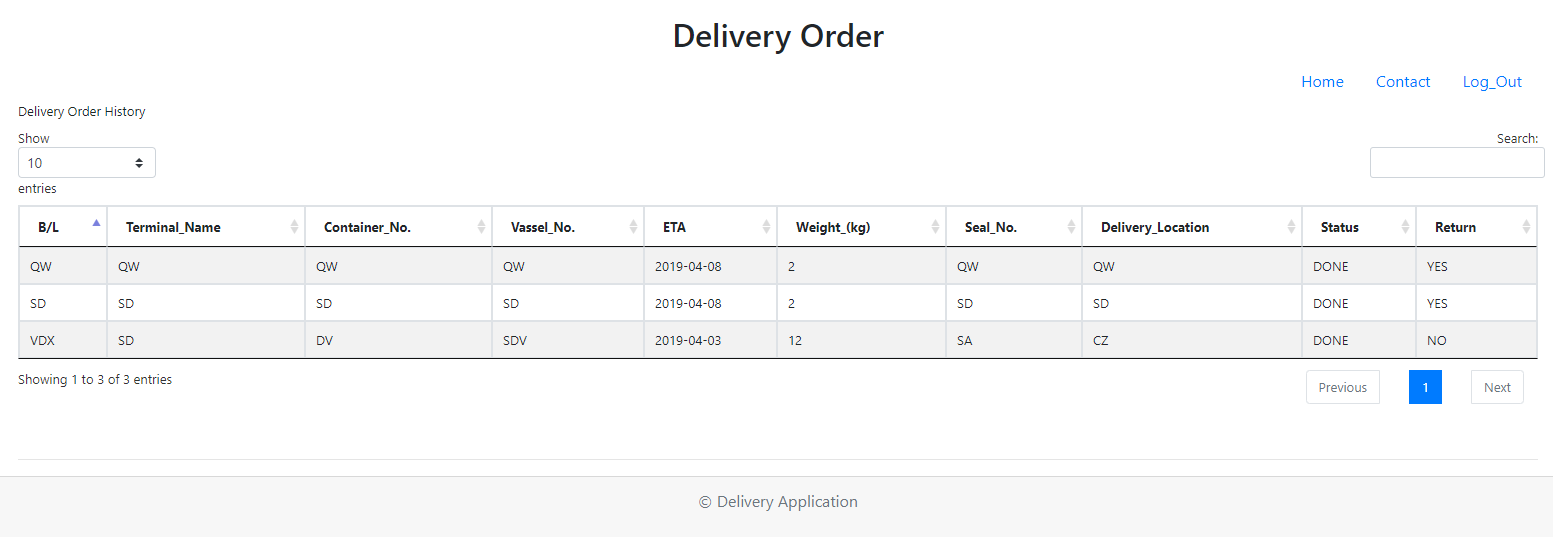 Delivery Order
Home Contact Log_Out
Delivery Order History
Show Search:
10
entries
B/L Terminal_Name Container_No. Vassel_No. ETA Weight_(kg) Seal_No. Delivery_Location Status Return
QW QW QW QW 2019-04-08 2 QW QW DONE YES
SD SD SD SD 2019-04-08 2 SD SD DONE YES
VDX SD DV SDV 2019-04-03 12 SA CZ DONE NO
Showing 1 to 3 of 3 entries Previous 1 Next
© Delivery Application